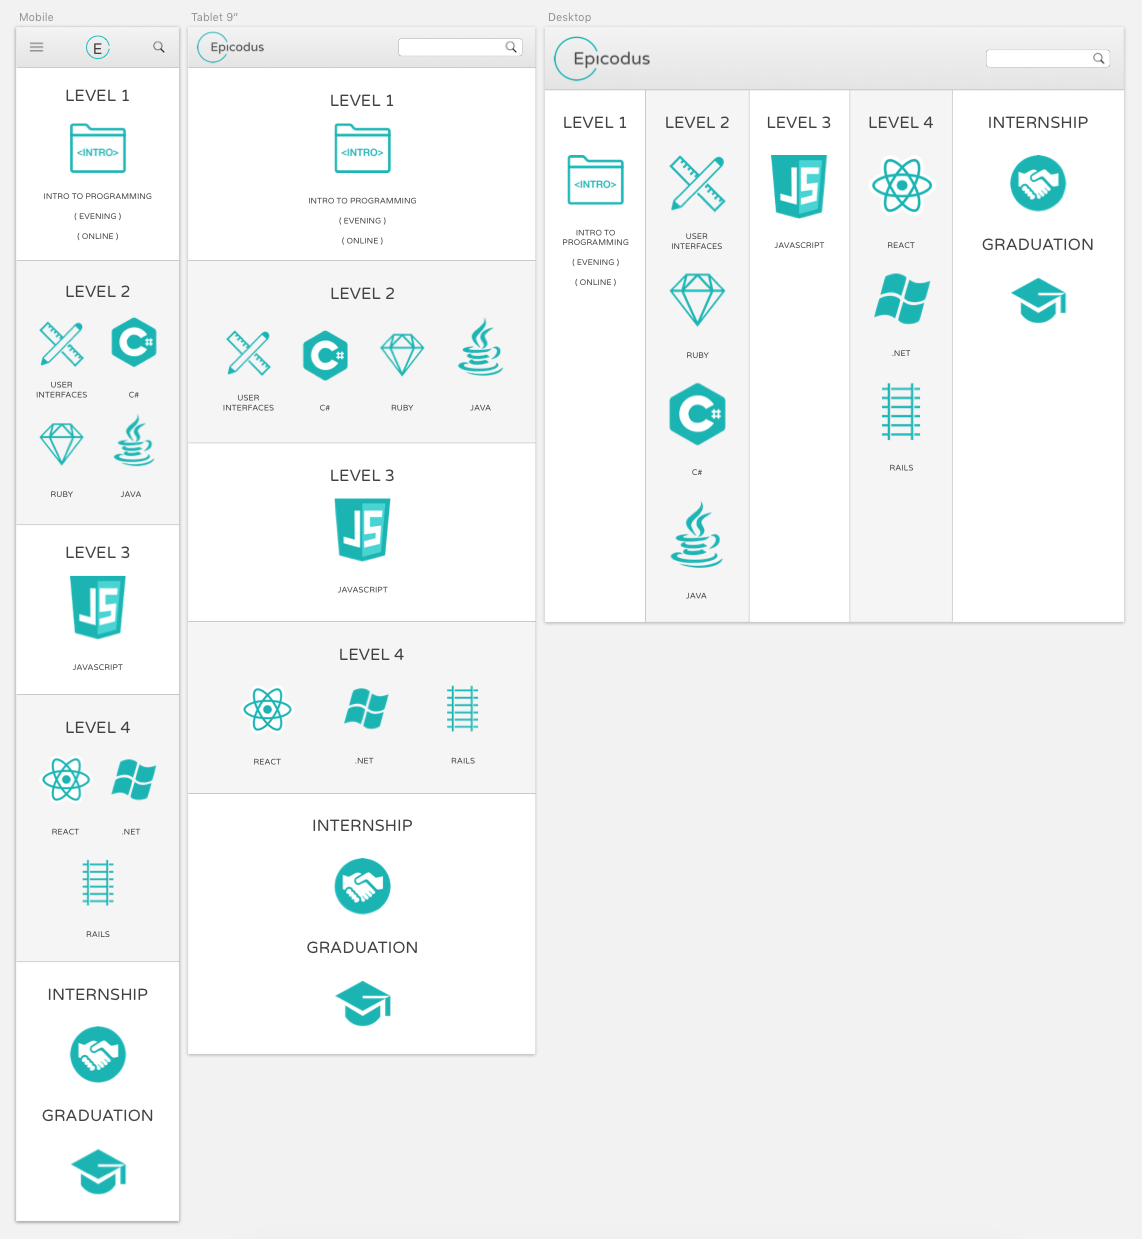 Mobile
E
LEVEL 1
<INTRO>
INTRO TO PROGRAMMING
( EVENING )
( ONLINE )
LEVEL 2
USER
INTERFACES
C#
C#
RUBY
JAVA
LEVEL 3
JS
JAVASCRIPT
LEVEL 4
REACT
.NET
RAILS
INTERNSHIP
GRADUATION
Tablet 9"
Epicodus
LEVEL 1
<INTRO>
INTRO TO PROGRAMMING
( EVENING )
( ONLINE )
LEVEL 2
C#
USER
INTERFACES
C#
RUBY
JAVA
LEVEL 3
JS
JAVASCRIPT
LEVEL 4
REACT
.NET
RAILS
INTERNSHIP
GRADUATION
Desktop
Epicodus
LEVEL 1
<INTRO>
INTRO TO
PROGRAMMING
( EVENING )
( ONLINE )
LEVEL 2
USER
INTERFACES
RUBY
C#
C#
JAVA
LEVEL 3
JS
JAVASCRIPT
LEVEL 4
REACT
.NET
RAILS
INTERNSHIP
GRADUATION